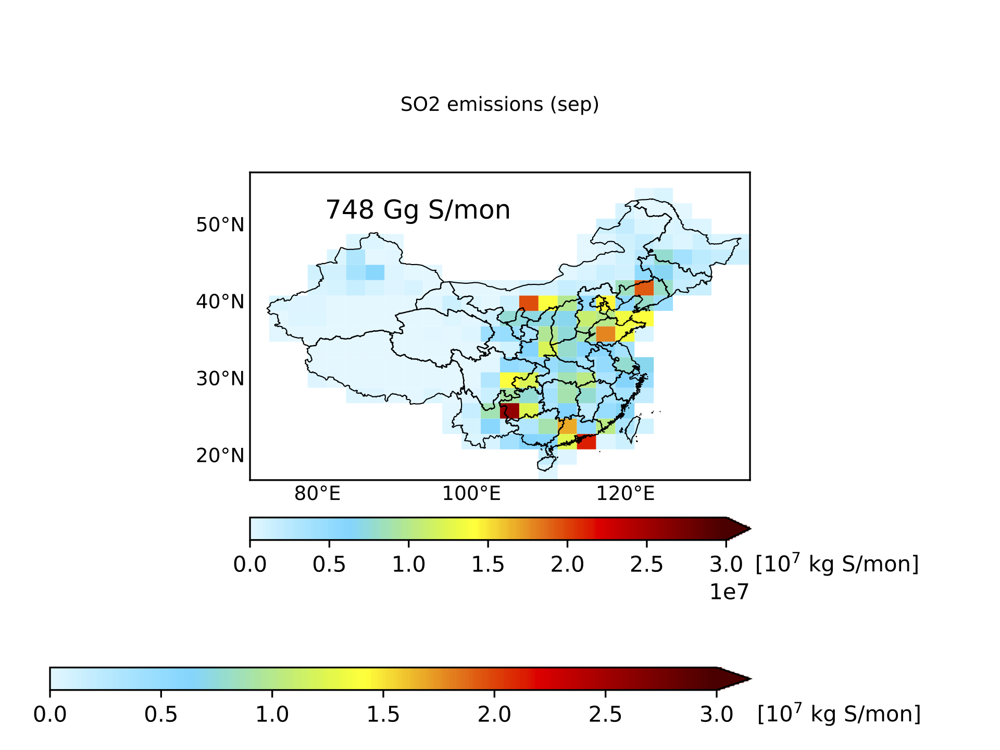 SO2 emissions (sep)
748 Gg S/mon
50°N
40°N
30°N
20°N
80°E 100°E 120°E
0.0 0.5 1.0 1.5 2.0 2.5 3.0 [10⁷ kg S/mon]
1e7
0.0 0.5 1.0 1.5 2.0 2.5 3.0 [10⁷ kg S/mon]